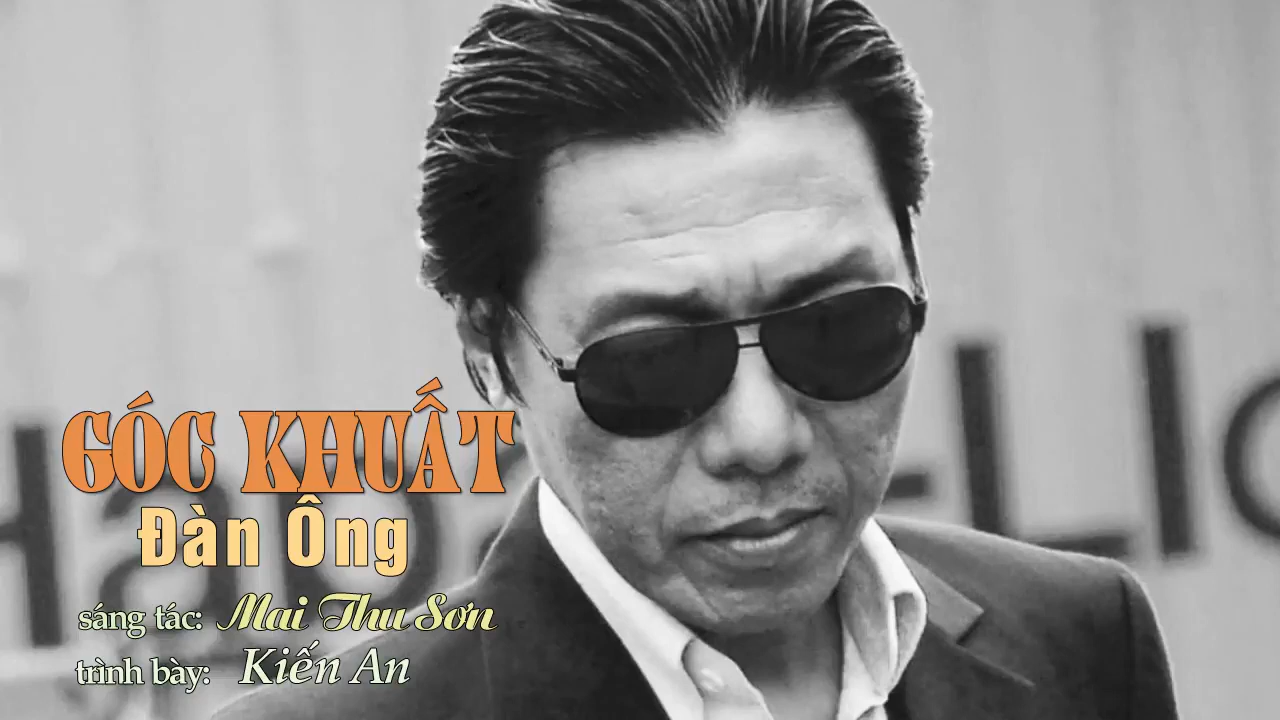 GÓC KHUẤT
Đàn Ông
sáng tác: Mai Thu Sơn
trình bày: Kiến An